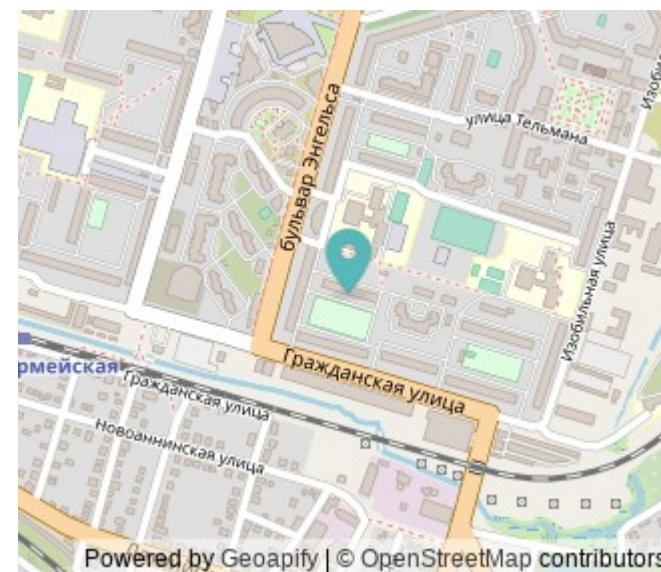 бульвар Энгельса
улица Тельмана
Изобильная улица
Гражданская улица
рмейская
Гражданская улица
Новоаннинская улица
Powered by Geoapify | © OpenStreetMap contributors